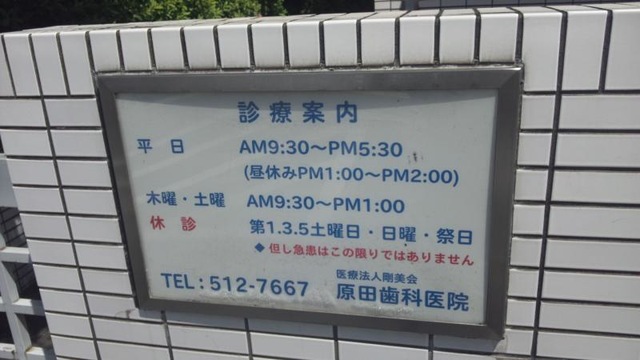 診療案内
平日 AM9:30〜PM5:30
(昼休みPM1:00〜PM2:00)
木曜・土曜 AM9:30〜PM1:00
休診 第1.3.5土曜日・日曜・祭日
◆但し急患はこの限りではありません
医療法人剛美会
TEL:512-7667 原田歯科医院